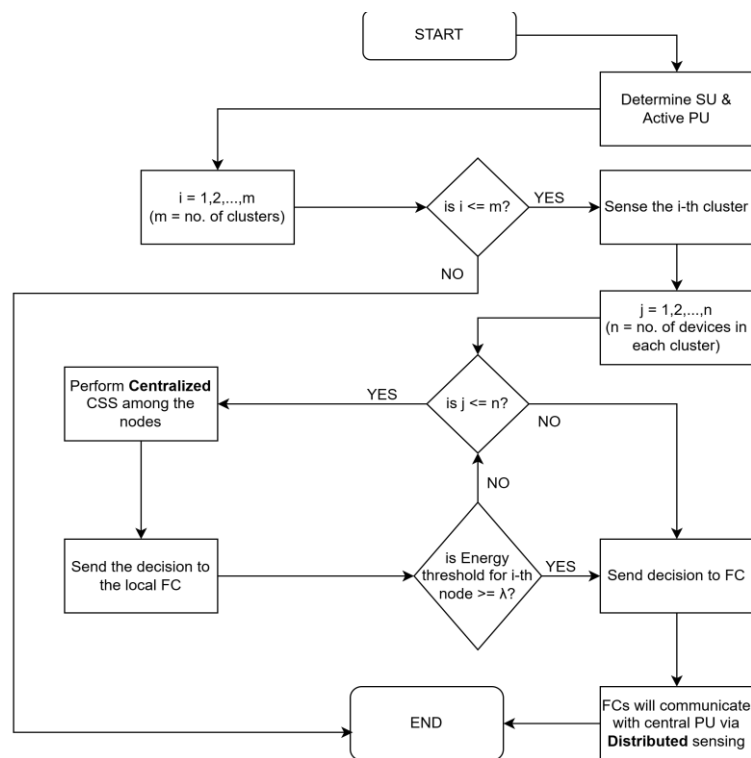 START
Determine SU &
Active PU
i = 1,2,...,m
(m = no. of clusters)
is i <= m?
YES
Sense the i-th cluster
NO
j = 1,2,...,n
(n = no. of devices in
each cluster)
Perform Centralized
CSS among the
nodes
YES
is j <= n?
NO
NO
Send the decision to
the local FC
is Energy
threshold for i-th
node >= λ?
YES
Send decision to FC
END
FCs will communicate
with central PU via
Distributed sensing